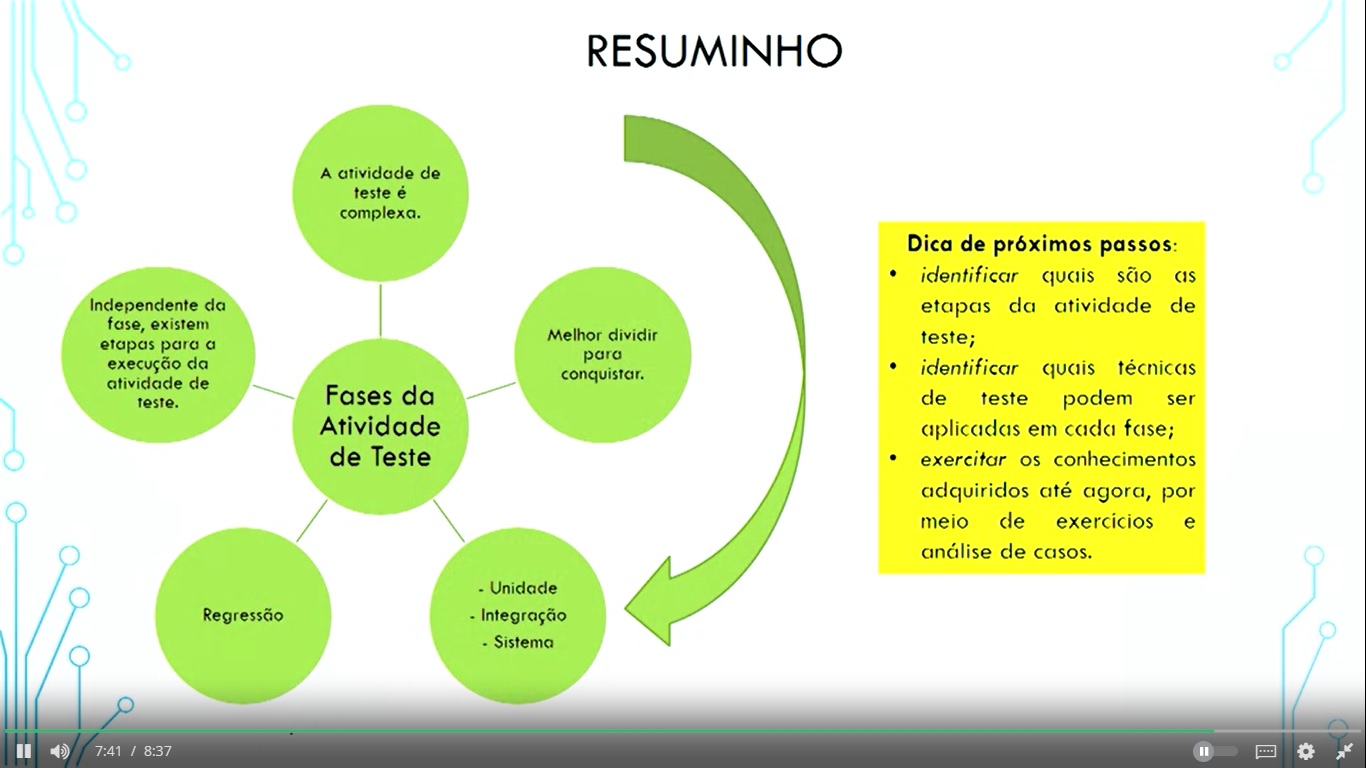 RESUMINHO
A atividade de
teste é
complexa.
Melhor dividir
para
conquistar.
- Unidade
- Integração
- Sistema
Regressão
Independente da
fase, existem
etapas para a
execução da
atividade de
teste.
Fases da
Atividade
de Teste
Dica de próximos passos:
• identificar quais são as
etapas da atividade de
teste;
• identificar quais técnicas
de teste podem ser
aplicadas em cada fase;
• exercitar os conhecimentos
adquiridos até agora, por
meio de exercícios e
análise de casos.
7:41 / 8:37